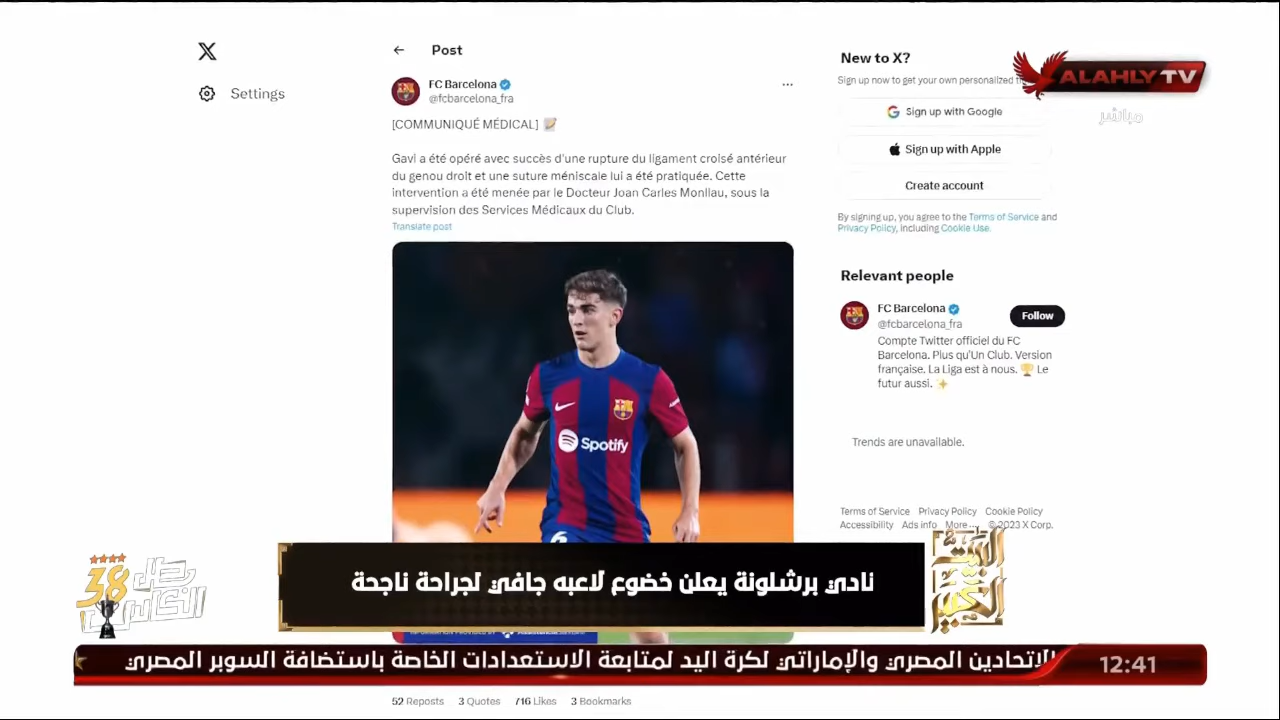 Post
Settings
FC Barcelona
@fcbarcelona_fra
[COMMUNIQUÉ MÉDICAL]
Gavi a été opéré avec succès d'une rupture du ligament croisé antérieur
du genou droit et une suture méniscale lui a été pratiquée. Cette
intervention a été menée par le Docteur Joan Carles Monllau, sous la
supervision des Services Médicaux du Club.
Translate post
Spotify
6
52 Reposts 3 Quotes 716 Likes 3 Bookmarks
New to X?
Sign up now to get your own personalized
Sign up with Google
Sign up with Apple
Create account
By signing up, you agree to the Terms of Service and
Privacy Policy, including Cookie Use.
Relevant people
FC Barcelona
@fcbarcelona_fra
Follow
Compte Twitter officiel du FC
Barcelona. Plus qu'Un Club. Version
française. La Liga est à nous. 🏆 Le
futur aussi. ✨
Trends are unavailable.
Terms of Service Privacy Policy Cookie Policy
Accessibility Ads info More ... © 2023 X Corp.
ALAHLY TV
مباشر
البيت
الكبير
38
الكاس
نادي برشلونة يعلن خضوع لاعبه جافي لجراحة ناجحة
الاتحادين المصري والإماراتي لكرة اليد لمتابعة الاستعدادات الخاصة باستضافة السوبر المصري
12:41